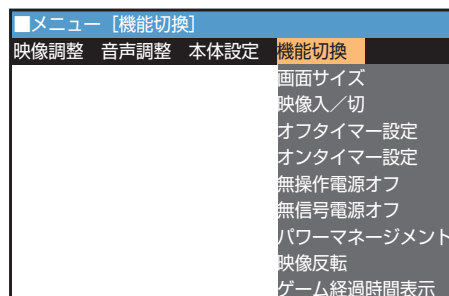 ■メニュー [機能切換]
映像調整 音声調整 本体設定 機能切換
画面サイズ
映像入／切
オフタイマー設定
オンタイマー設定
無操作電源オフ
無信号電源オフ
パワーマネージメント
映像反転
ゲーム経過時間表示